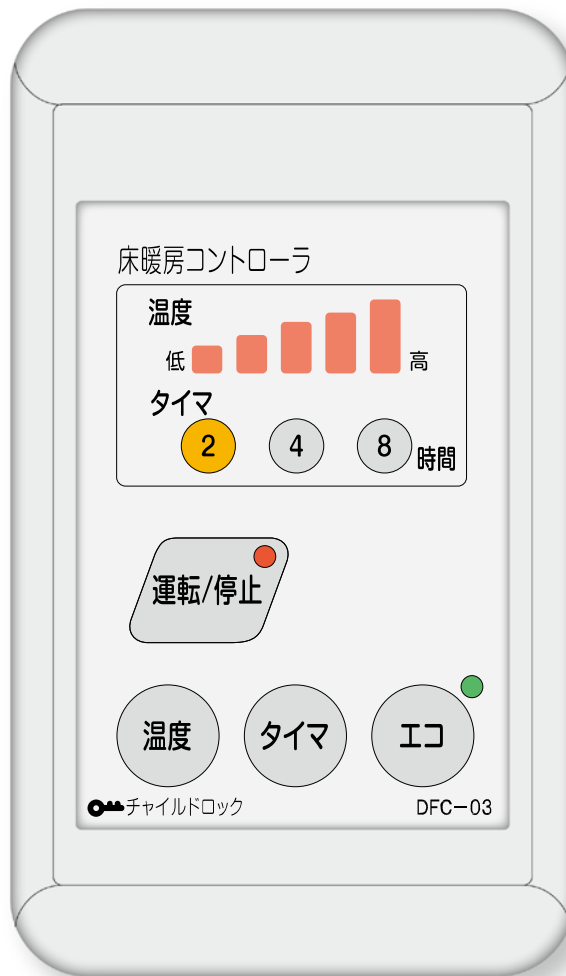 床暖房コントローラ
温度
低 高
タイマ
2 4 8 時間
運転/停止
温度 タイマ エコ
チャイルドロック DFC-03